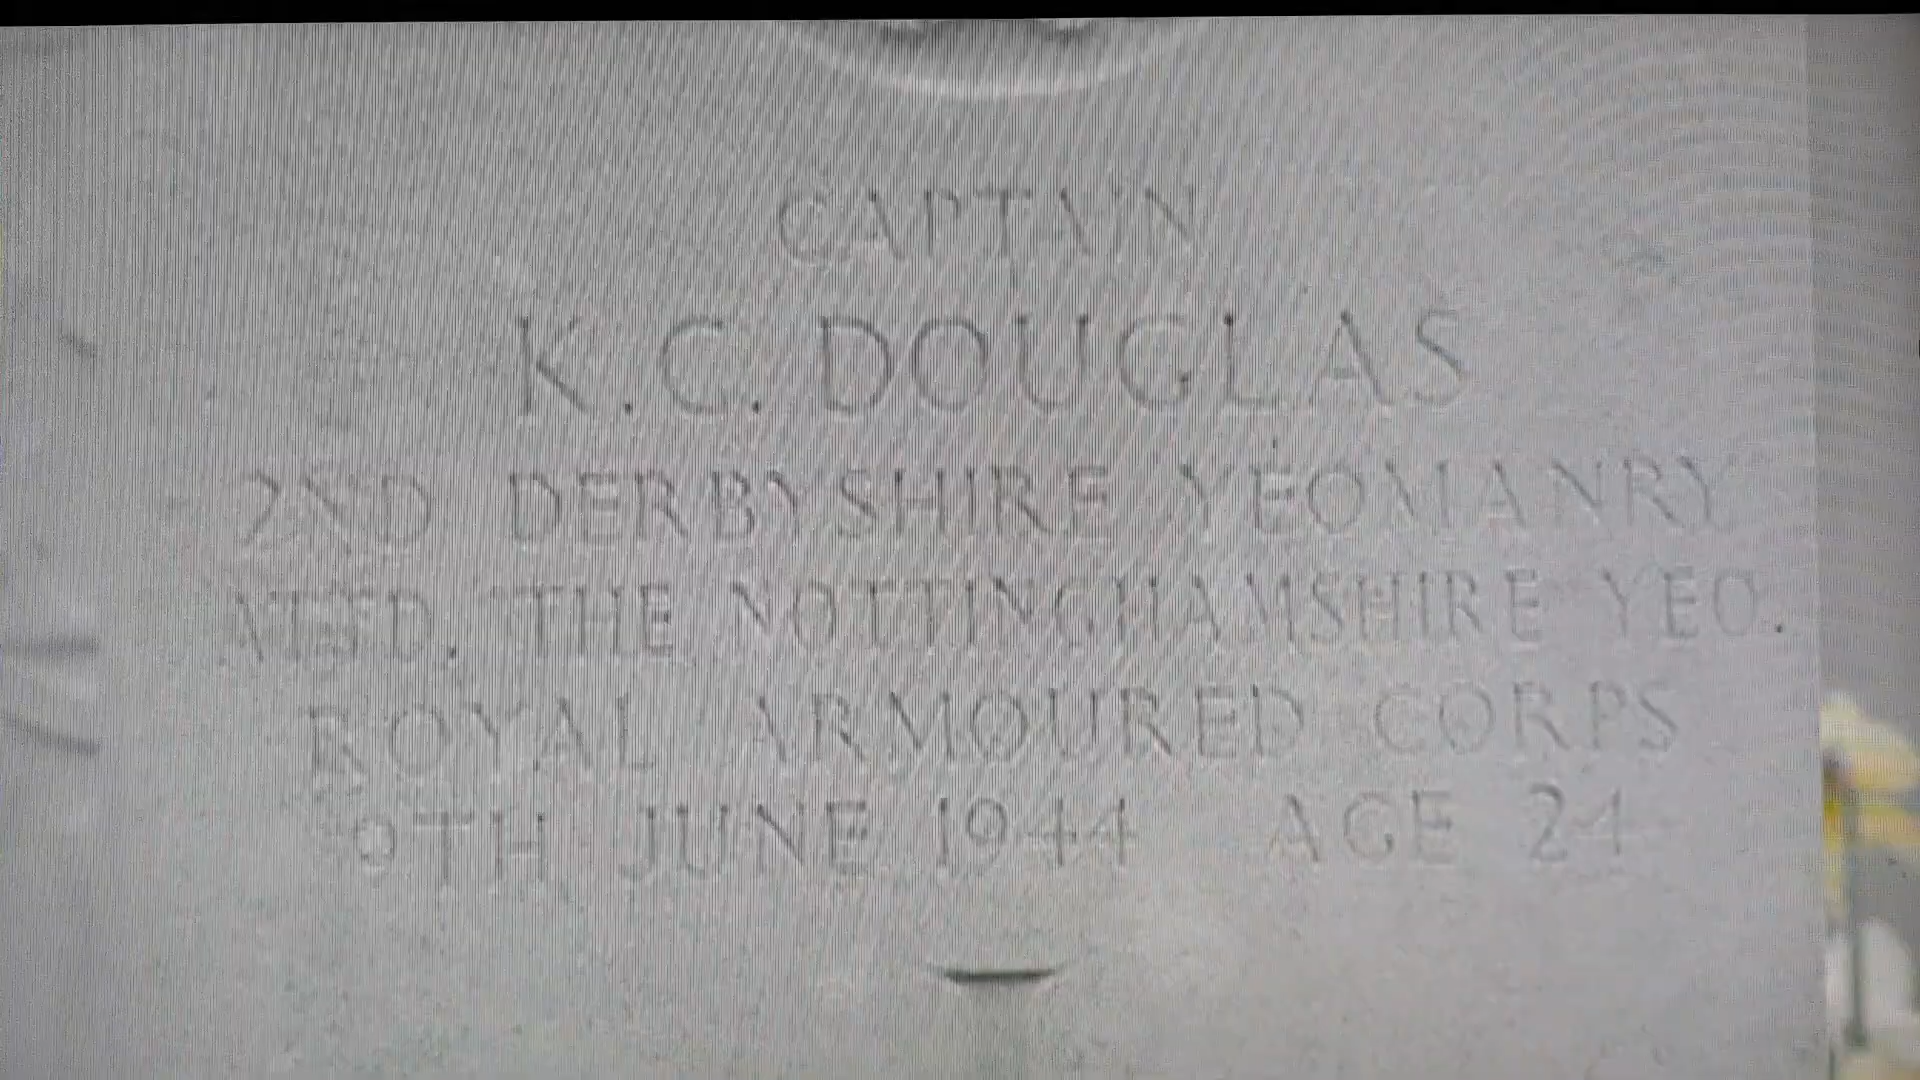 CAPTAIN
K.C. DOUGLAS
2ND DERBYSHIRE YEOMANRY
ATTD. THE NOTTINGHAMSHIRE YEO.
ROYAL ARMOURED CORPS
9TH JUNE 1944 AGE 24